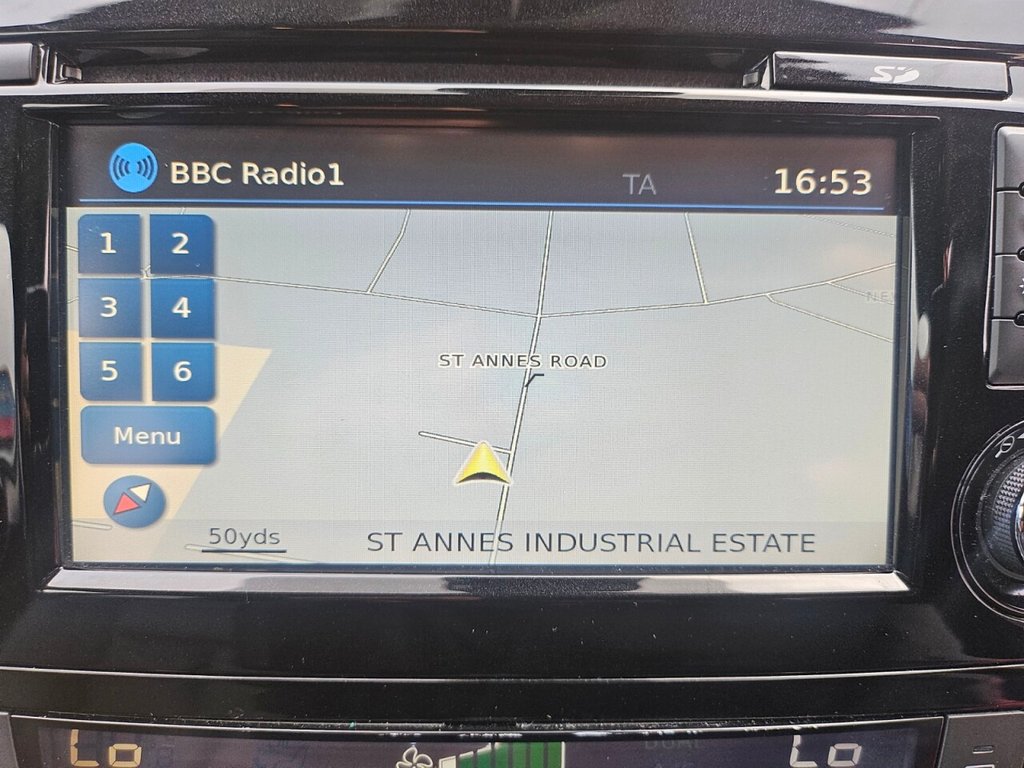 BBC Radio1
TA
16:53
1 2
3 4
5 6
Menu
ST ANNES ROAD
50yds
ST ANNES INDUSTRIAL ESTATE
Lo
DUAL
Lo